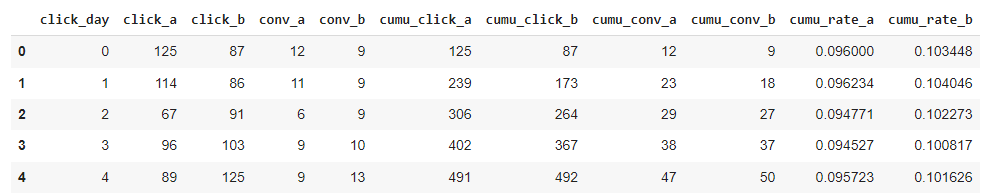 click_day click_a click_b conv_a conv_b cumu_click_a cumu_click_b cumu_conv_a cumu_conv_b cumu_rate_a cumu_rate_b
0 0 125 87 12 9 125 87 12 9 0.096000 0.103448
1 1 114 86 11 9 239 173 23 18 0.096234 0.104046
2 2 67 91 6 9 306 264 29 27 0.094771 0.102273
3 3 96 103 9 10 402 367 38 37 0.094527 0.100817
4 4 89 125 9 13 491 492 47 50 0.095723 0.101626